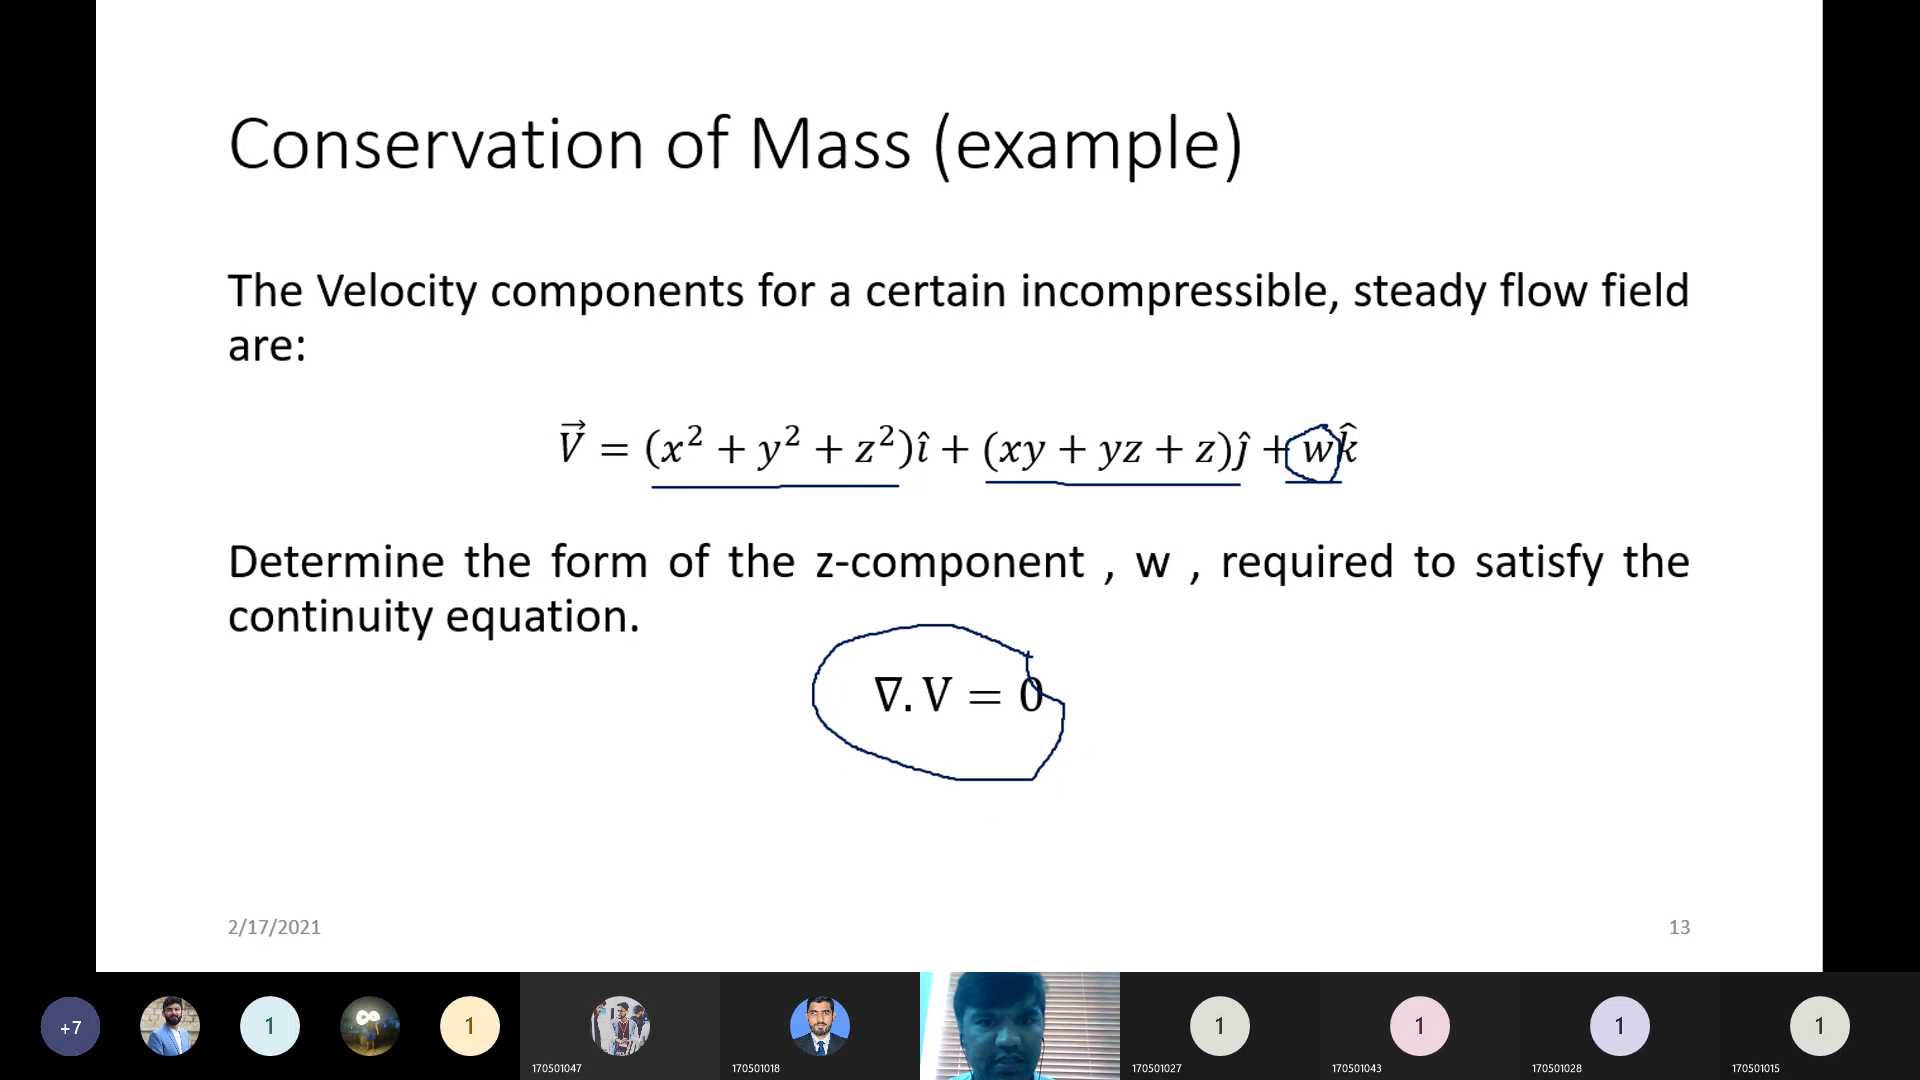 Conservation of Mass (example)
The Velocity components for a certain incompressible, steady flow field
are:
V⃗ = (x² + y² + z²)î + (xy + yz + z)ĵ + wk̂
Determine the form of the z-component , w , required to satisfy the
continuity equation.
∇. V = 0
2/17/2021
13
+7
1
1
1
1
1
1
170501047
170501018
170501027
170501043
170501028
170501015